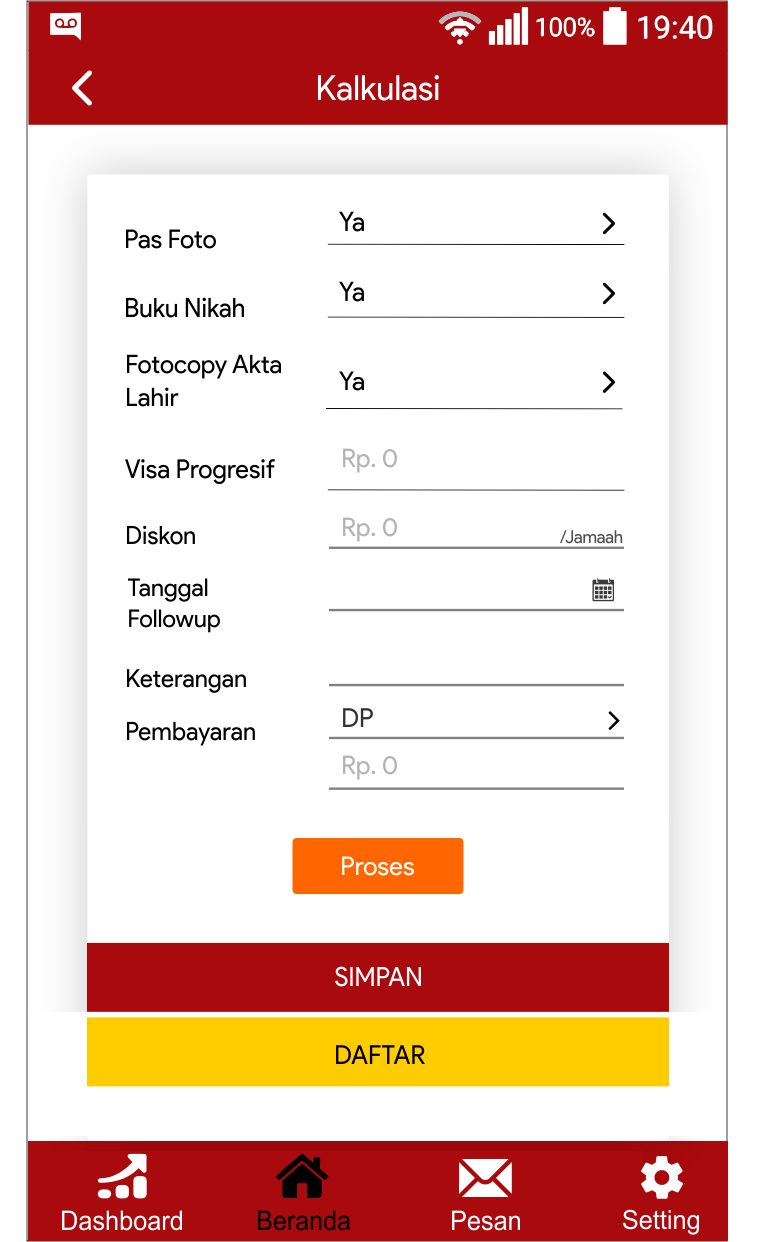 100% 19:40
Kalkulasi
Pas Foto
Ya
Buku Nikah
Ya
Fotocopy Akta
Lahir
Ya
Visa Progresif
Rp. 0
Diskon
Rp. 0
/Jamaah
Tanggal
Followup
Keterangan
Pembayaran
DP
Rp. 0
Proses
SIMPAN
DAFTAR
Dashboard
Beranda
Pesan
Setting